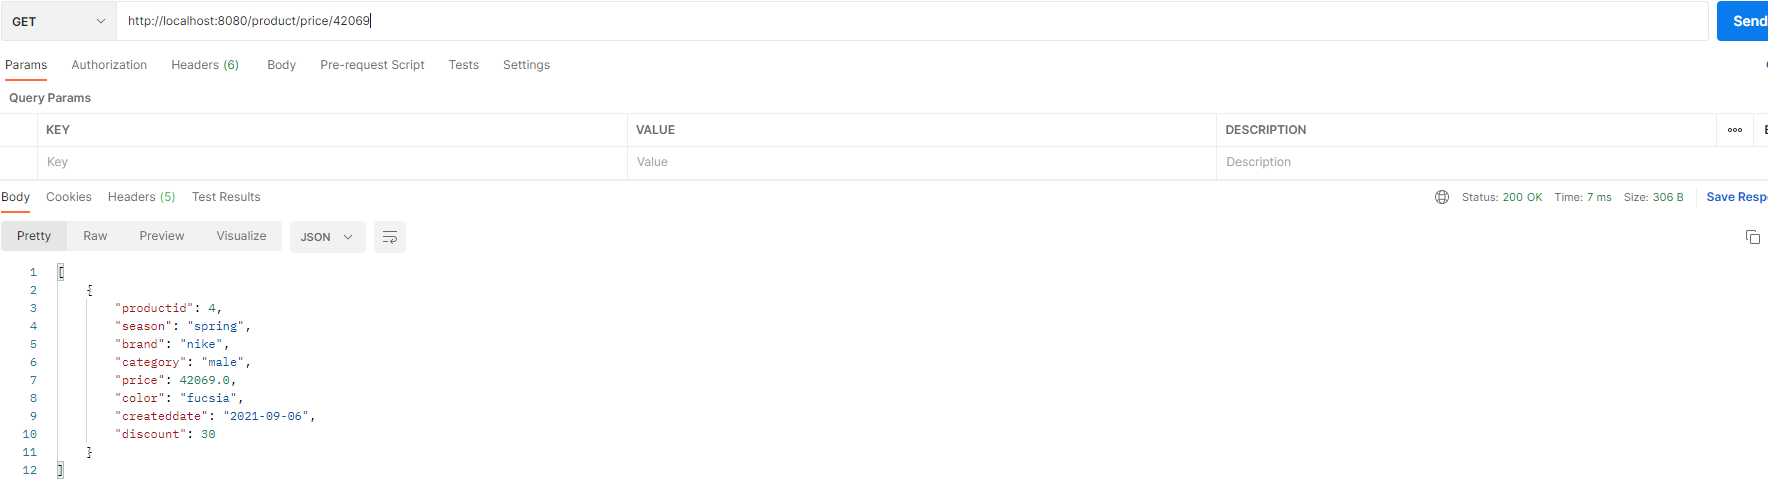 GET http://localhost:8080/product/price/42069 Send
Params Authorization Headers (6) Body Pre-request Script Tests Settings
Query Params
KEY VALUE DESCRIPTION ooo
Key Value Description
Body Cookies Headers (5) Test Results Status: 200 OK Time: 7 ms Size: 306 B Save Resp
Pretty Raw Preview Visualize JSON
1 [
2 {
3 "productid": 4,
4 "season": "spring",
5 "brand": "nike",
6 "category": "male",
7 "price": 42069.0,
8 "color": "fucsia",
9 "createddate": "2021-09-06",
10 "discount": 30
11 }
12 ]